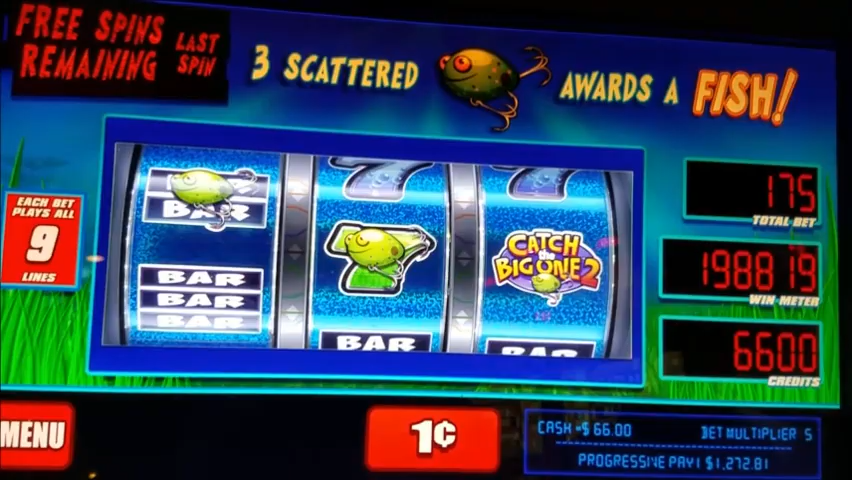 FREE SPINS
REMAINING
LAST
SPIN
3 SCATTERED
AWARDS A FISH!
EACH BET
PLAYS ALL
9
LINES
BAR
BAR
BAR
BAR
BAR
CATCH
the
BIG ONE 2
BAR
175
TOTAL BET
198819
WIN METER
6600
CREDITS
MENU
1¢
CASH = $ 66.00
BET MULTIPLIER 5
PROGRESSIVE PAY! $1,272.81